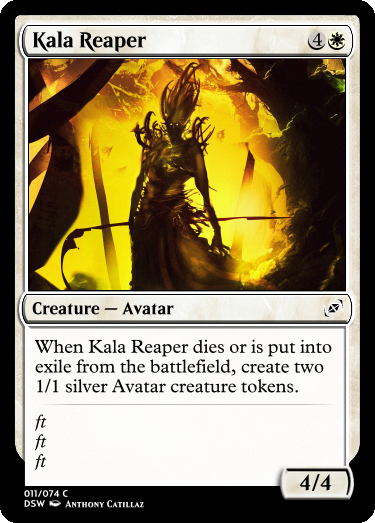 Kala Reaper 4
Creature — Avatar
When Kala Reaper dies or is put into
exile from the battlefield, create two
1/1 silver Avatar creature tokens.
ft
ft
ft
4/4
011/074 C
DSW Anthony Catillaz